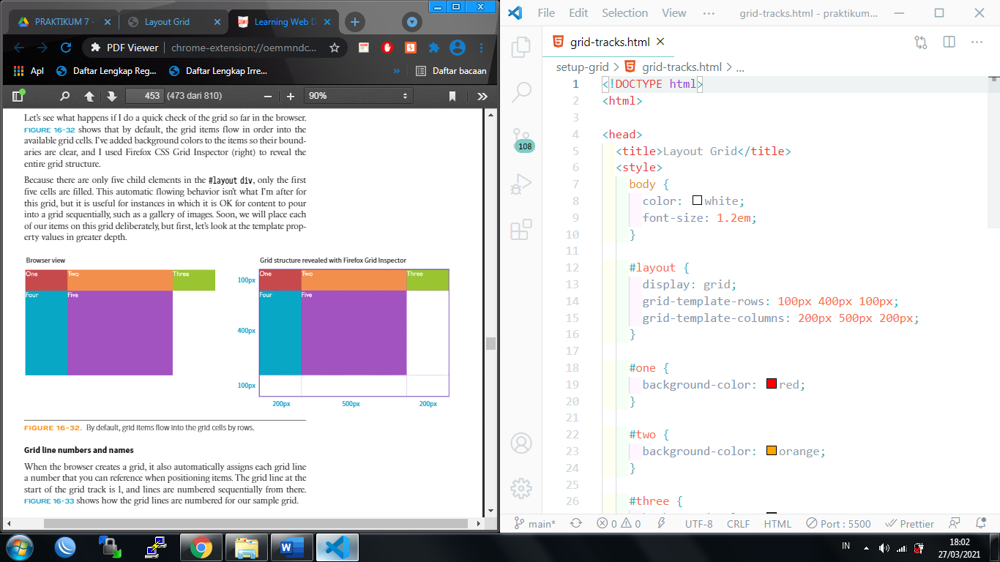 PRAKTIKUM 7 -
Layout Grid
Learning Web D
PDF Viewer
chrome-extension://oemmndc...
Apl
Daftar Lengkap Reg...
Daftar Lengkap Irre...
»
Daftar bacaan
453 (473 dari 810)
90%
Let's see what happens if I do a quick check of the grid so far in the browser.
FIGURE 16-32 shows that by default, the grid items flow in order into the
available grid cells. I've added background colors to the items so their bound-
aries are clear, and I used Firefox CSS Grid Inspector (right) to reveal the
entire grid structure.
Because there are only five child elements in the #layout div, only the first
five cells are filled. This automatic flowing behavior isn't what I'm after for
this grid, but it is useful for instances in which it is OK for content to pour
into a grid sequentially, such as a gallery of images. Soon, we will place each
of our items on this grid deliberately, but first, let's look at the template prop-
erty values in greater depth.
Browser view
One Two Three
Four Five
Grid structure revealed with Firefox Grid Inspector
100px One Two Three
Four Five
400px
100px
200px 500px 200px
FIGURE 16-32. By default, grid items flow into the grid cells by rows.
Grid line numbers and names
When the browser creates a grid, it also automatically assigns each grid line
a number that you can reference when positioning items. The grid line at the
start of the grid track is 1, and lines are numbered sequentially from there.
FIGURE 16-33 shows how the grid lines are numbered for our sample grid.
File Edit Selection View ···
grid-tracks.html - praktikum...
grid-tracks.html
setup-grid > grid-tracks.html > ...
108
1 <!DOCTYPE html>
2 <html>
3
4 <head>
5 <title>Layout Grid</title>
6 <style>
7 body {
8 color: white;
9 font-size: 1.2em;
10 }
11
12 #layout {
13 display: grid;
14 grid-template-rows: 100px 400px 100px;
15 grid-template-columns: 200px 500px 200px;
16 }
17
18 #one {
19 background-color: red;
20 }
21
22 #two {
23 background-color: orange;
24 }
25
26 #three {
main* 0 0 UTF-8 CRLF HTML Port : 5500 Prettier
IN
18:02
27/03/2021